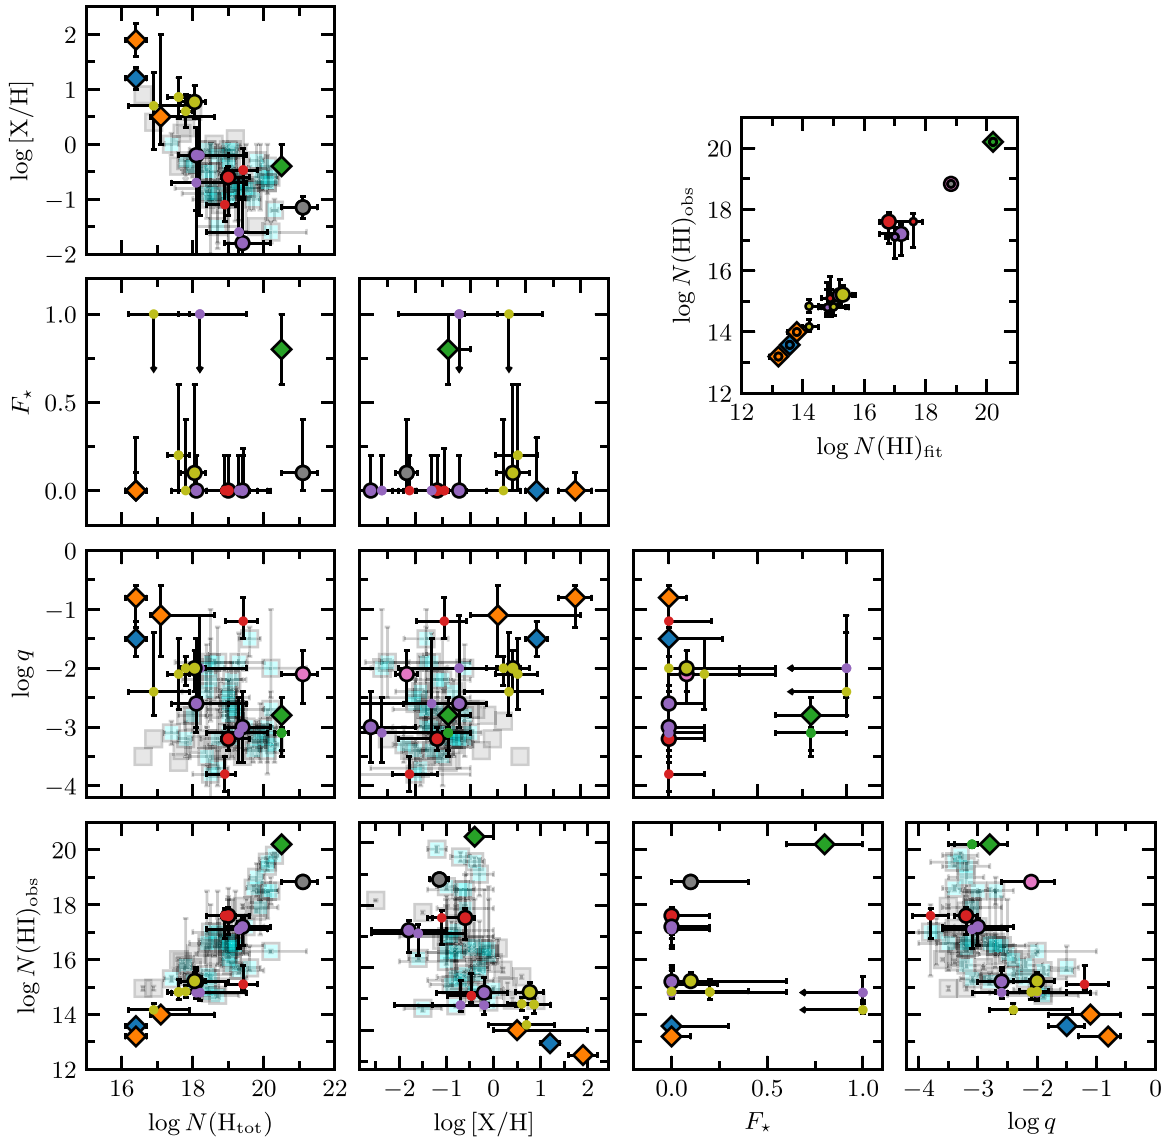 2
1
0
−1
−2
log [X/H]
20
18
16
14
12
log N(HI)obs
12 14 16 18 20
log N(HI)fit
1.0
0.5
0.0
F⋆
0
−1
−2
−3
−4
log q
20
18
16
14
12
log N(HI)obs
16 18 20 22
−2 −1 0 1 2
0.0 0.5 1.0
−4 −3 −2 −1 0
log N(Htot)
log [X/H]
F⋆
log q